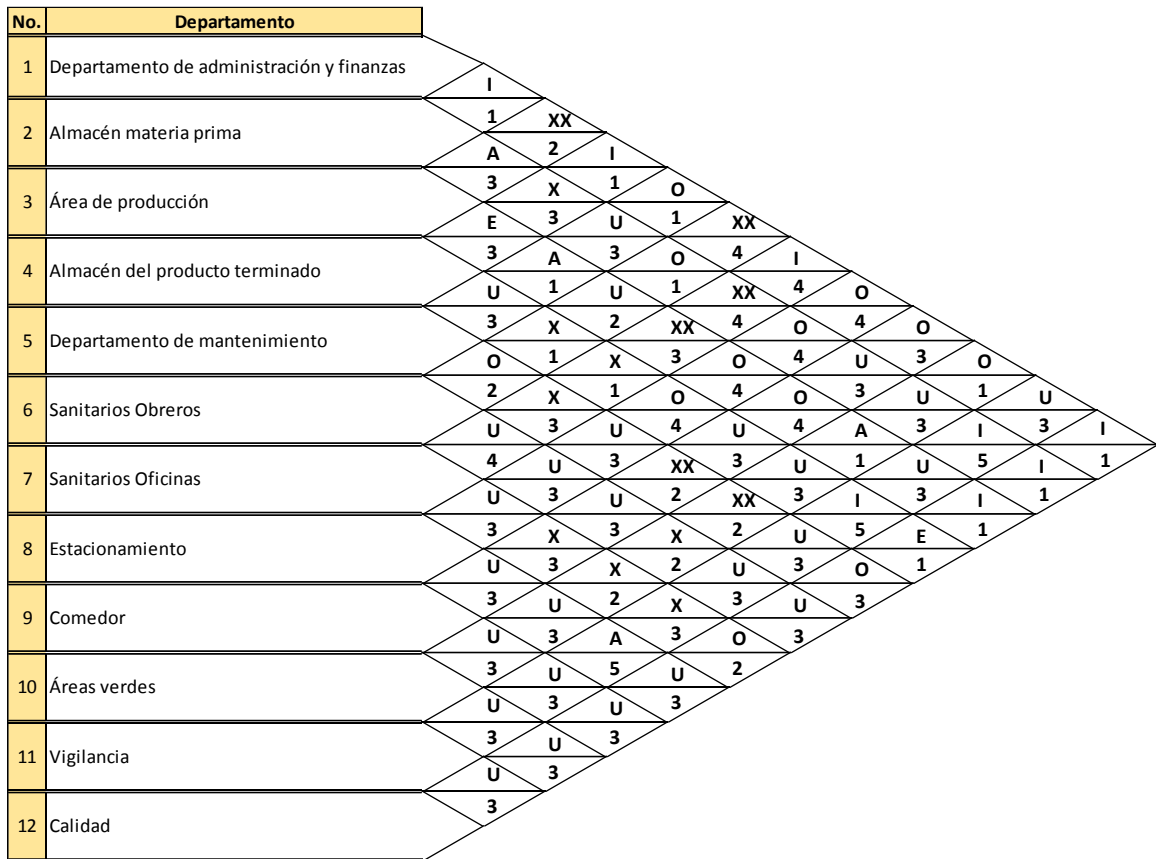 No. Departamento
1 Departamento de administración y finanzas
I
1 XX
2 Almacén materia prima
A 2 I
3 X 1 O
3 Área de producción
E 3 U 1 XX
3 A 3 O 4 I
4 Almacén del producto terminado
U 1 U 1 XX 4 O
3 X 2 XX 4 O 4 O
5 Departamento de mantenimiento
O 1 X 3 O 4 U 3 O
2 X 1 O 4 O 3 U 1 U
6 Sanitarios Obreros
U 3 U 4 U 4 A 3 I 3 I
4 U 3 XX 3 U 1 U 5 I 1
7 Sanitarios Oficinas
U 3 U 2 XX 3 I 3 I 1
3 X 3 X 2 U 5 E 1
8 Estacionamiento
U 3 X 2 U 3 O 1
3 U 2 X 3 U 3
9 Comedor
U 3 A 3 O 3
3 U 5 U 2
10 Áreas verdes
U 3 U 3
3 U 3
11 Vigilancia
U 3
3
12 Calidad